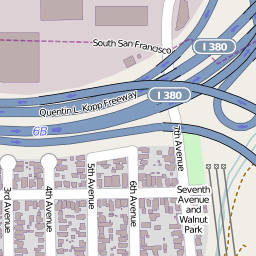 South San Francisco
I 380
Quentin L. Kopp Freeway
I 380
6B
7th Avenue
3rd Avenue
4th Avenue
5th Avenue
6th Avenue
Seventh
Avenue
and
Walnut
Park